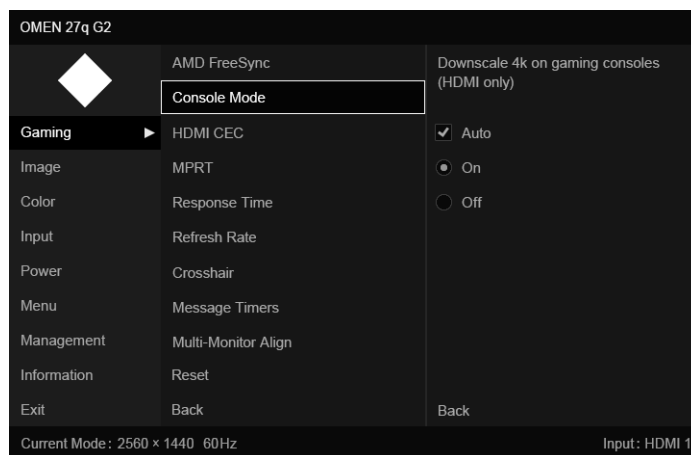 OMEN 27q G2
Gaming
Image
Color
Input
Power
Menu
Management
Information
Exit
AMD FreeSync
Console Mode
HDMI CEC
MPRT
Response Time
Refresh Rate
Crosshair
Message Timers
Multi-Monitor Align
Reset
Back
Downscale 4k on gaming consoles
(HDMI only)
Auto
On
Off
Back
Current Mode: 2560 × 1440 60Hz
Input: HDMI 1